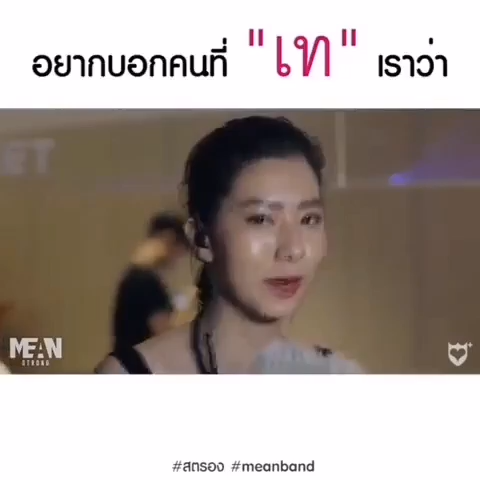 อยากบอกคนที่ "เท" เราว่า
ET
MEAN
STRONG
#สตรอง #meanband